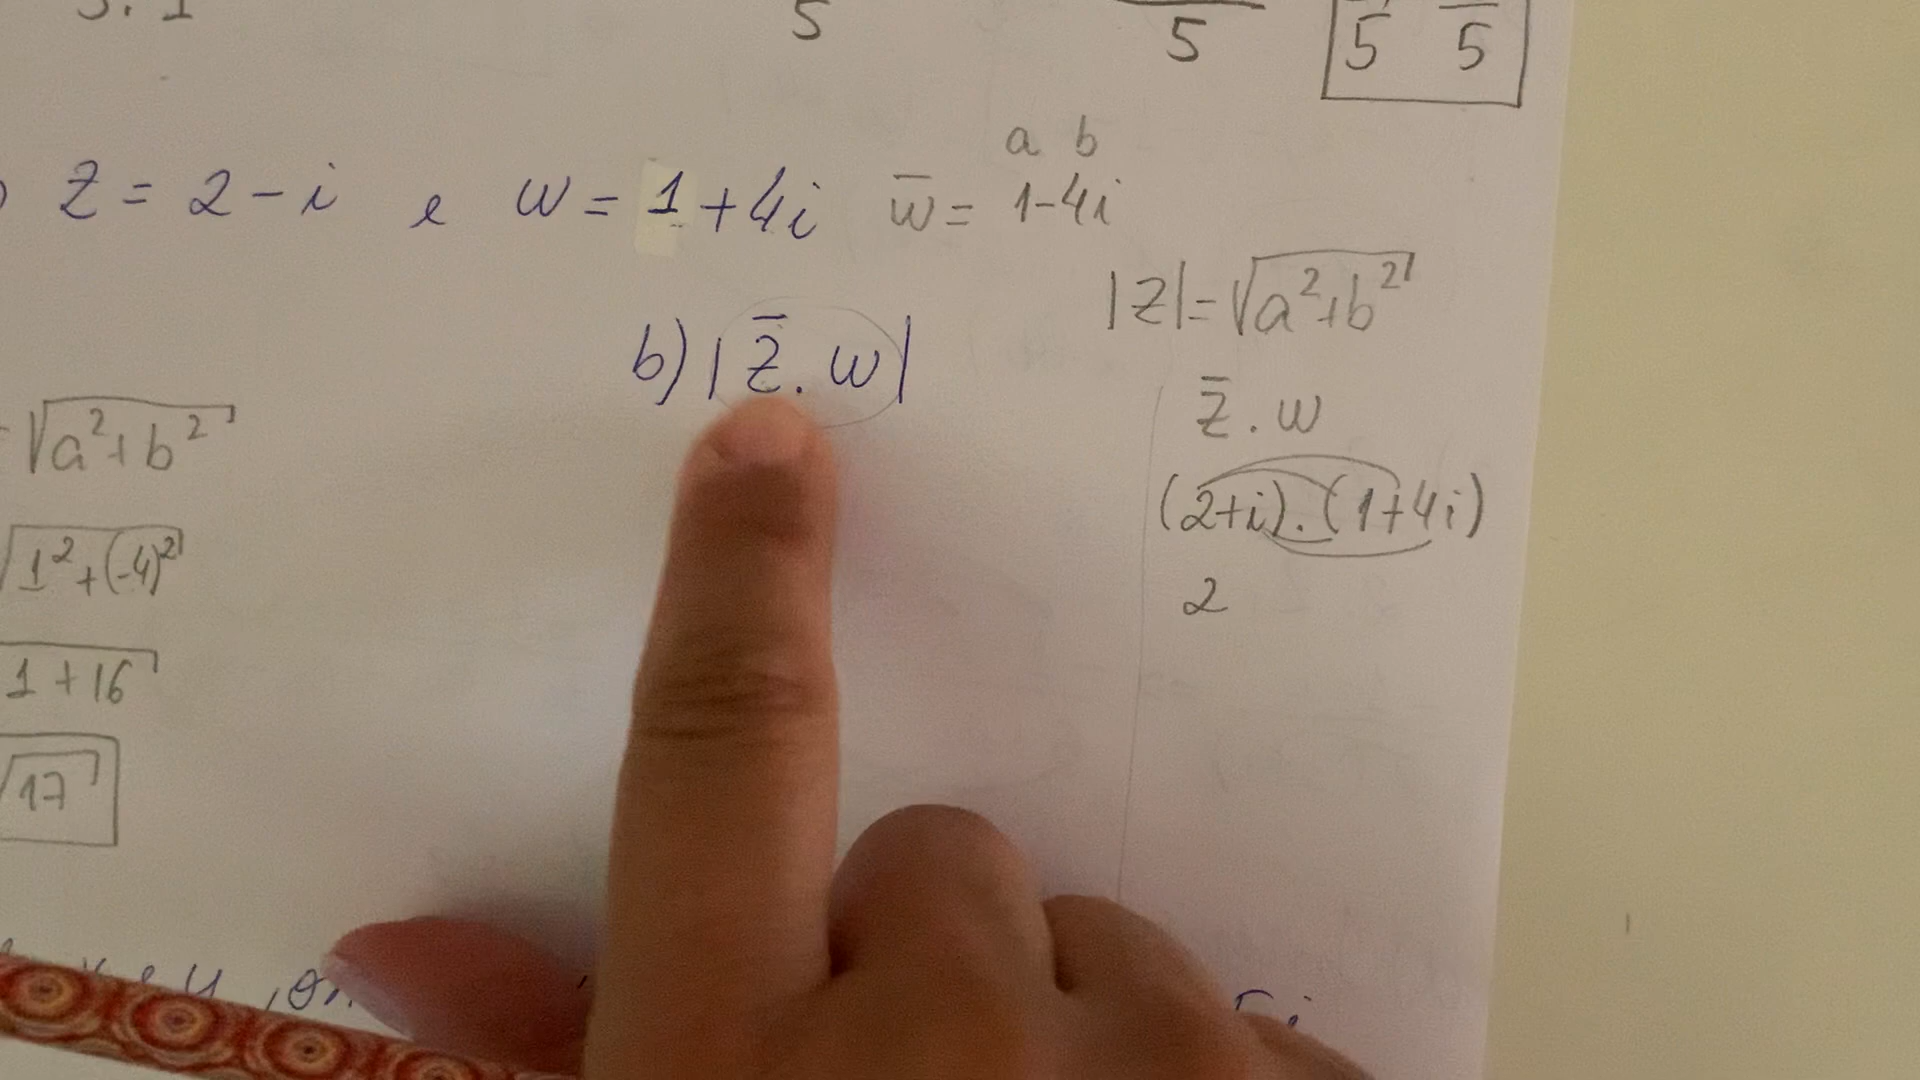 5
5
5 5
a b
z = 2 - i e w = 1 + 4i w̅ = 1-4i
|z| = √a²+b²
b) |z̅ . w|
z̅ . w
√a²+b²
(2+i).(1+4i)
√1²+(-4)²
2
1 + 16
√17